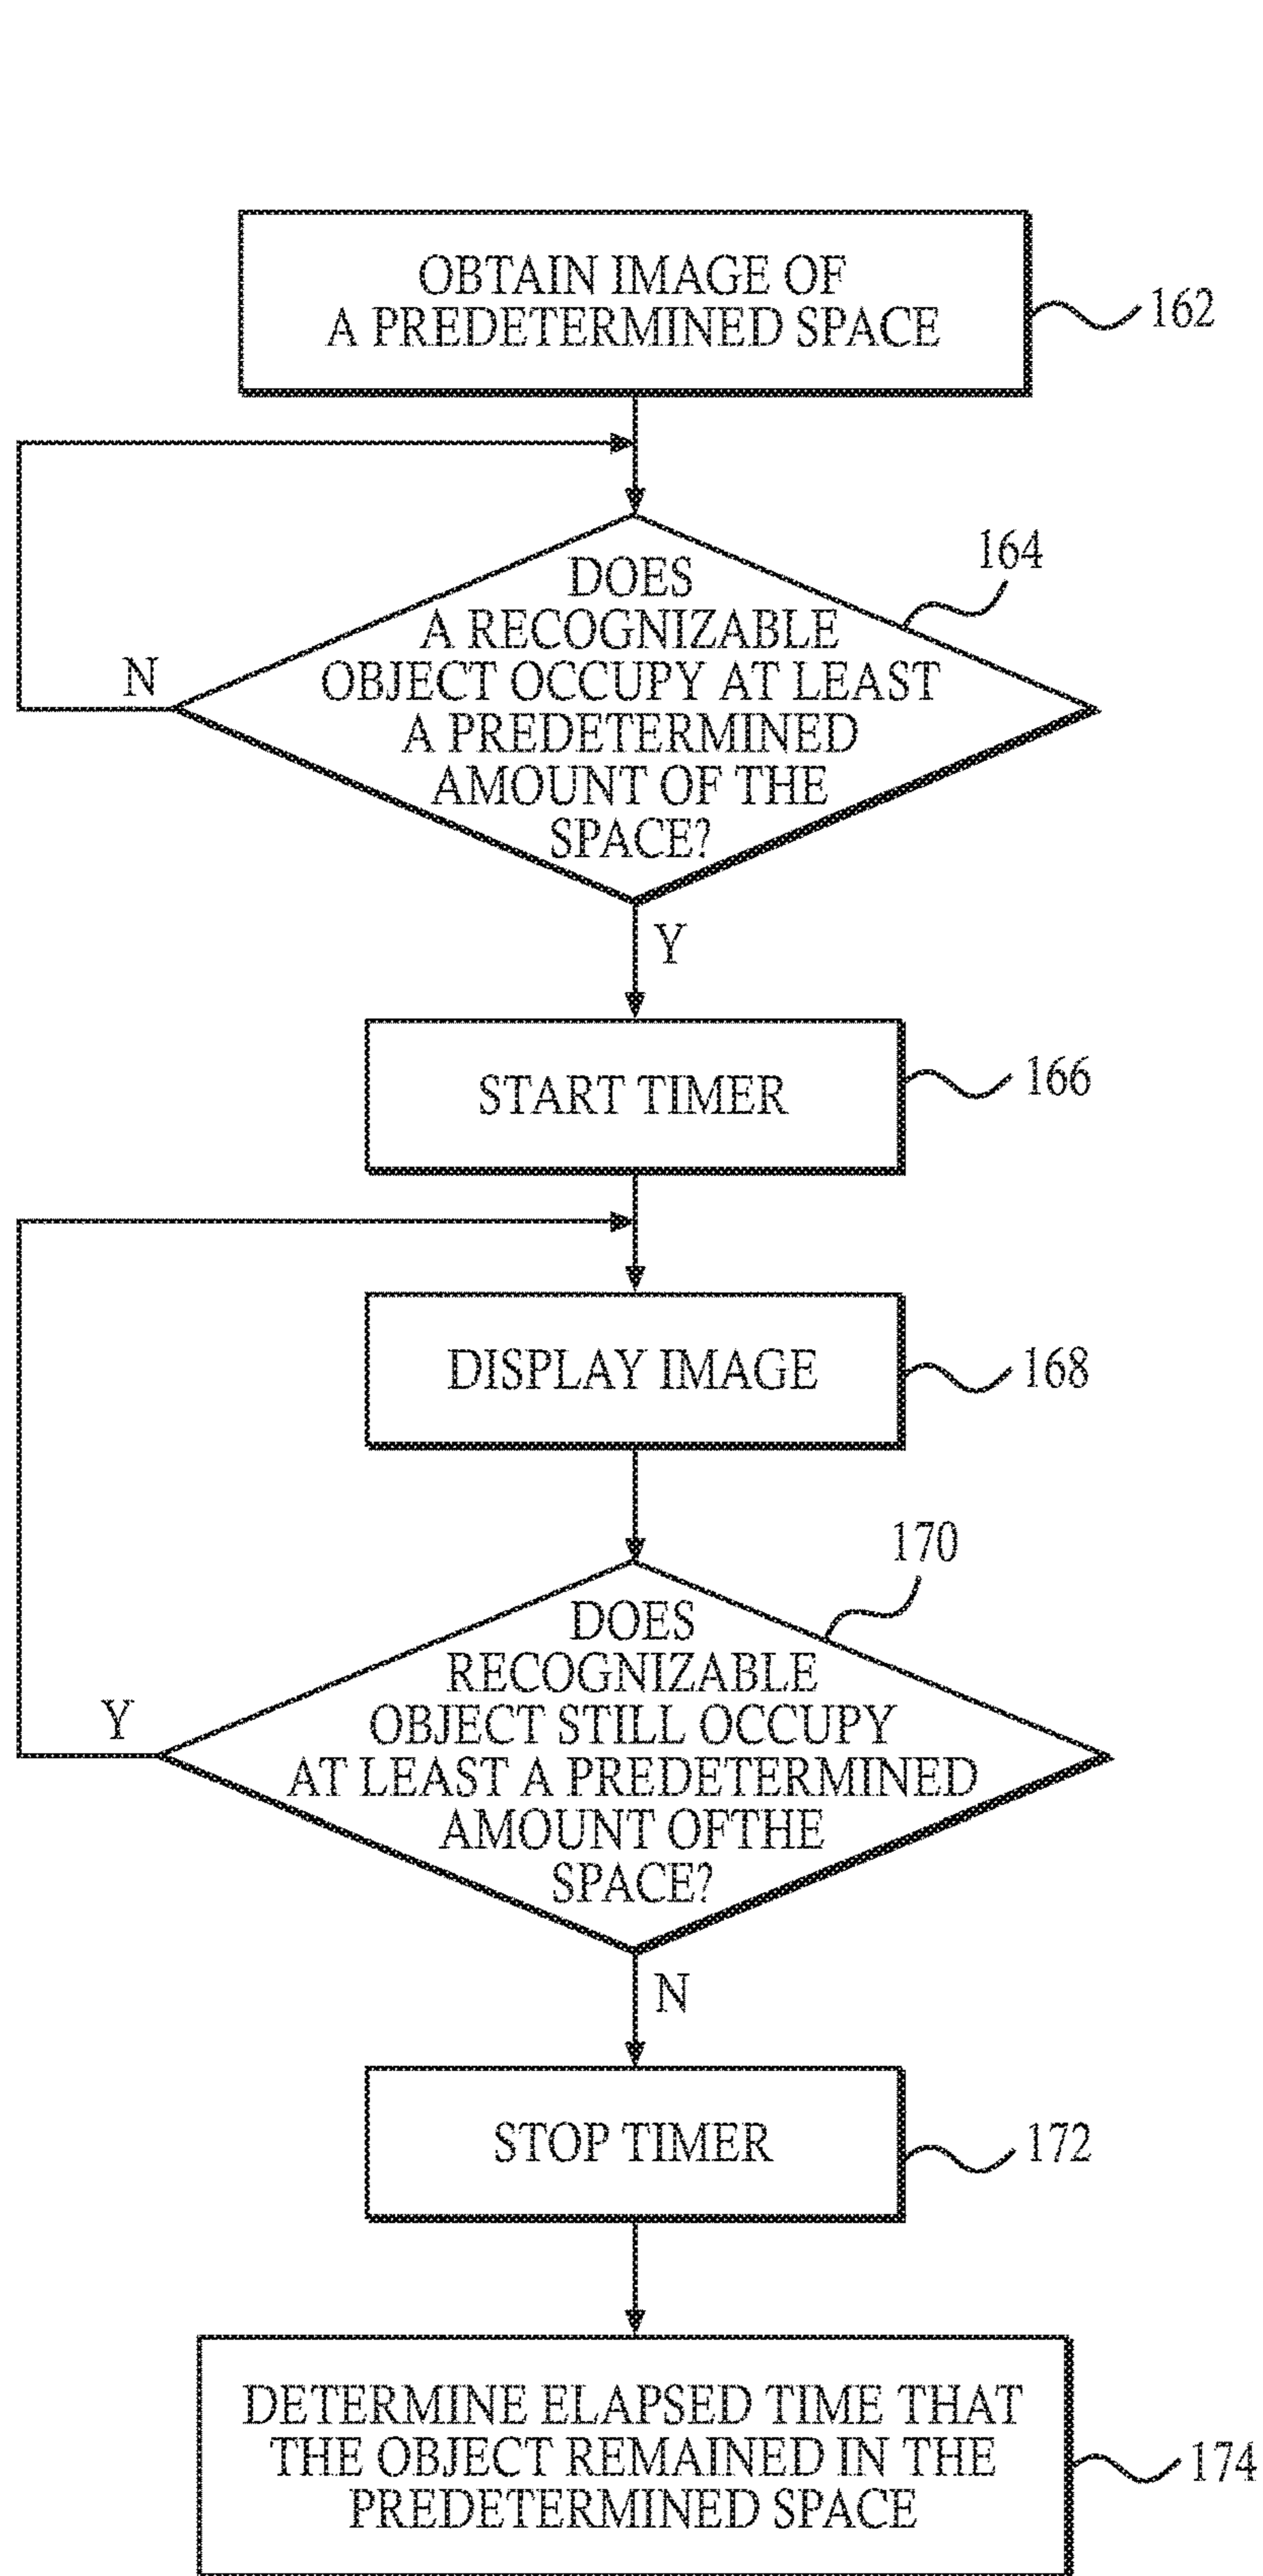 OBTAIN IMAGE OF
A PREDETERMINED SPACE
162
164
DOES
A RECOGNIZABLE
OBJECT OCCUPY AT LEAST
A PREDETERMINED
AMOUNT OF THE
SPACE?
N
Y
START TIMER
166
DISPLAY IMAGE
168
170
DOES
RECOGNIZABLE
OBJECT STILL OCCUPY
AT LEAST A PREDETERMINED
AMOUNT OFTHE
SPACE?
Y
N
STOP TIMER
172
DETERMINE ELAPSED TIME THAT
THE OBJECT REMAINED IN THE
PREDETERMINED SPACE
174